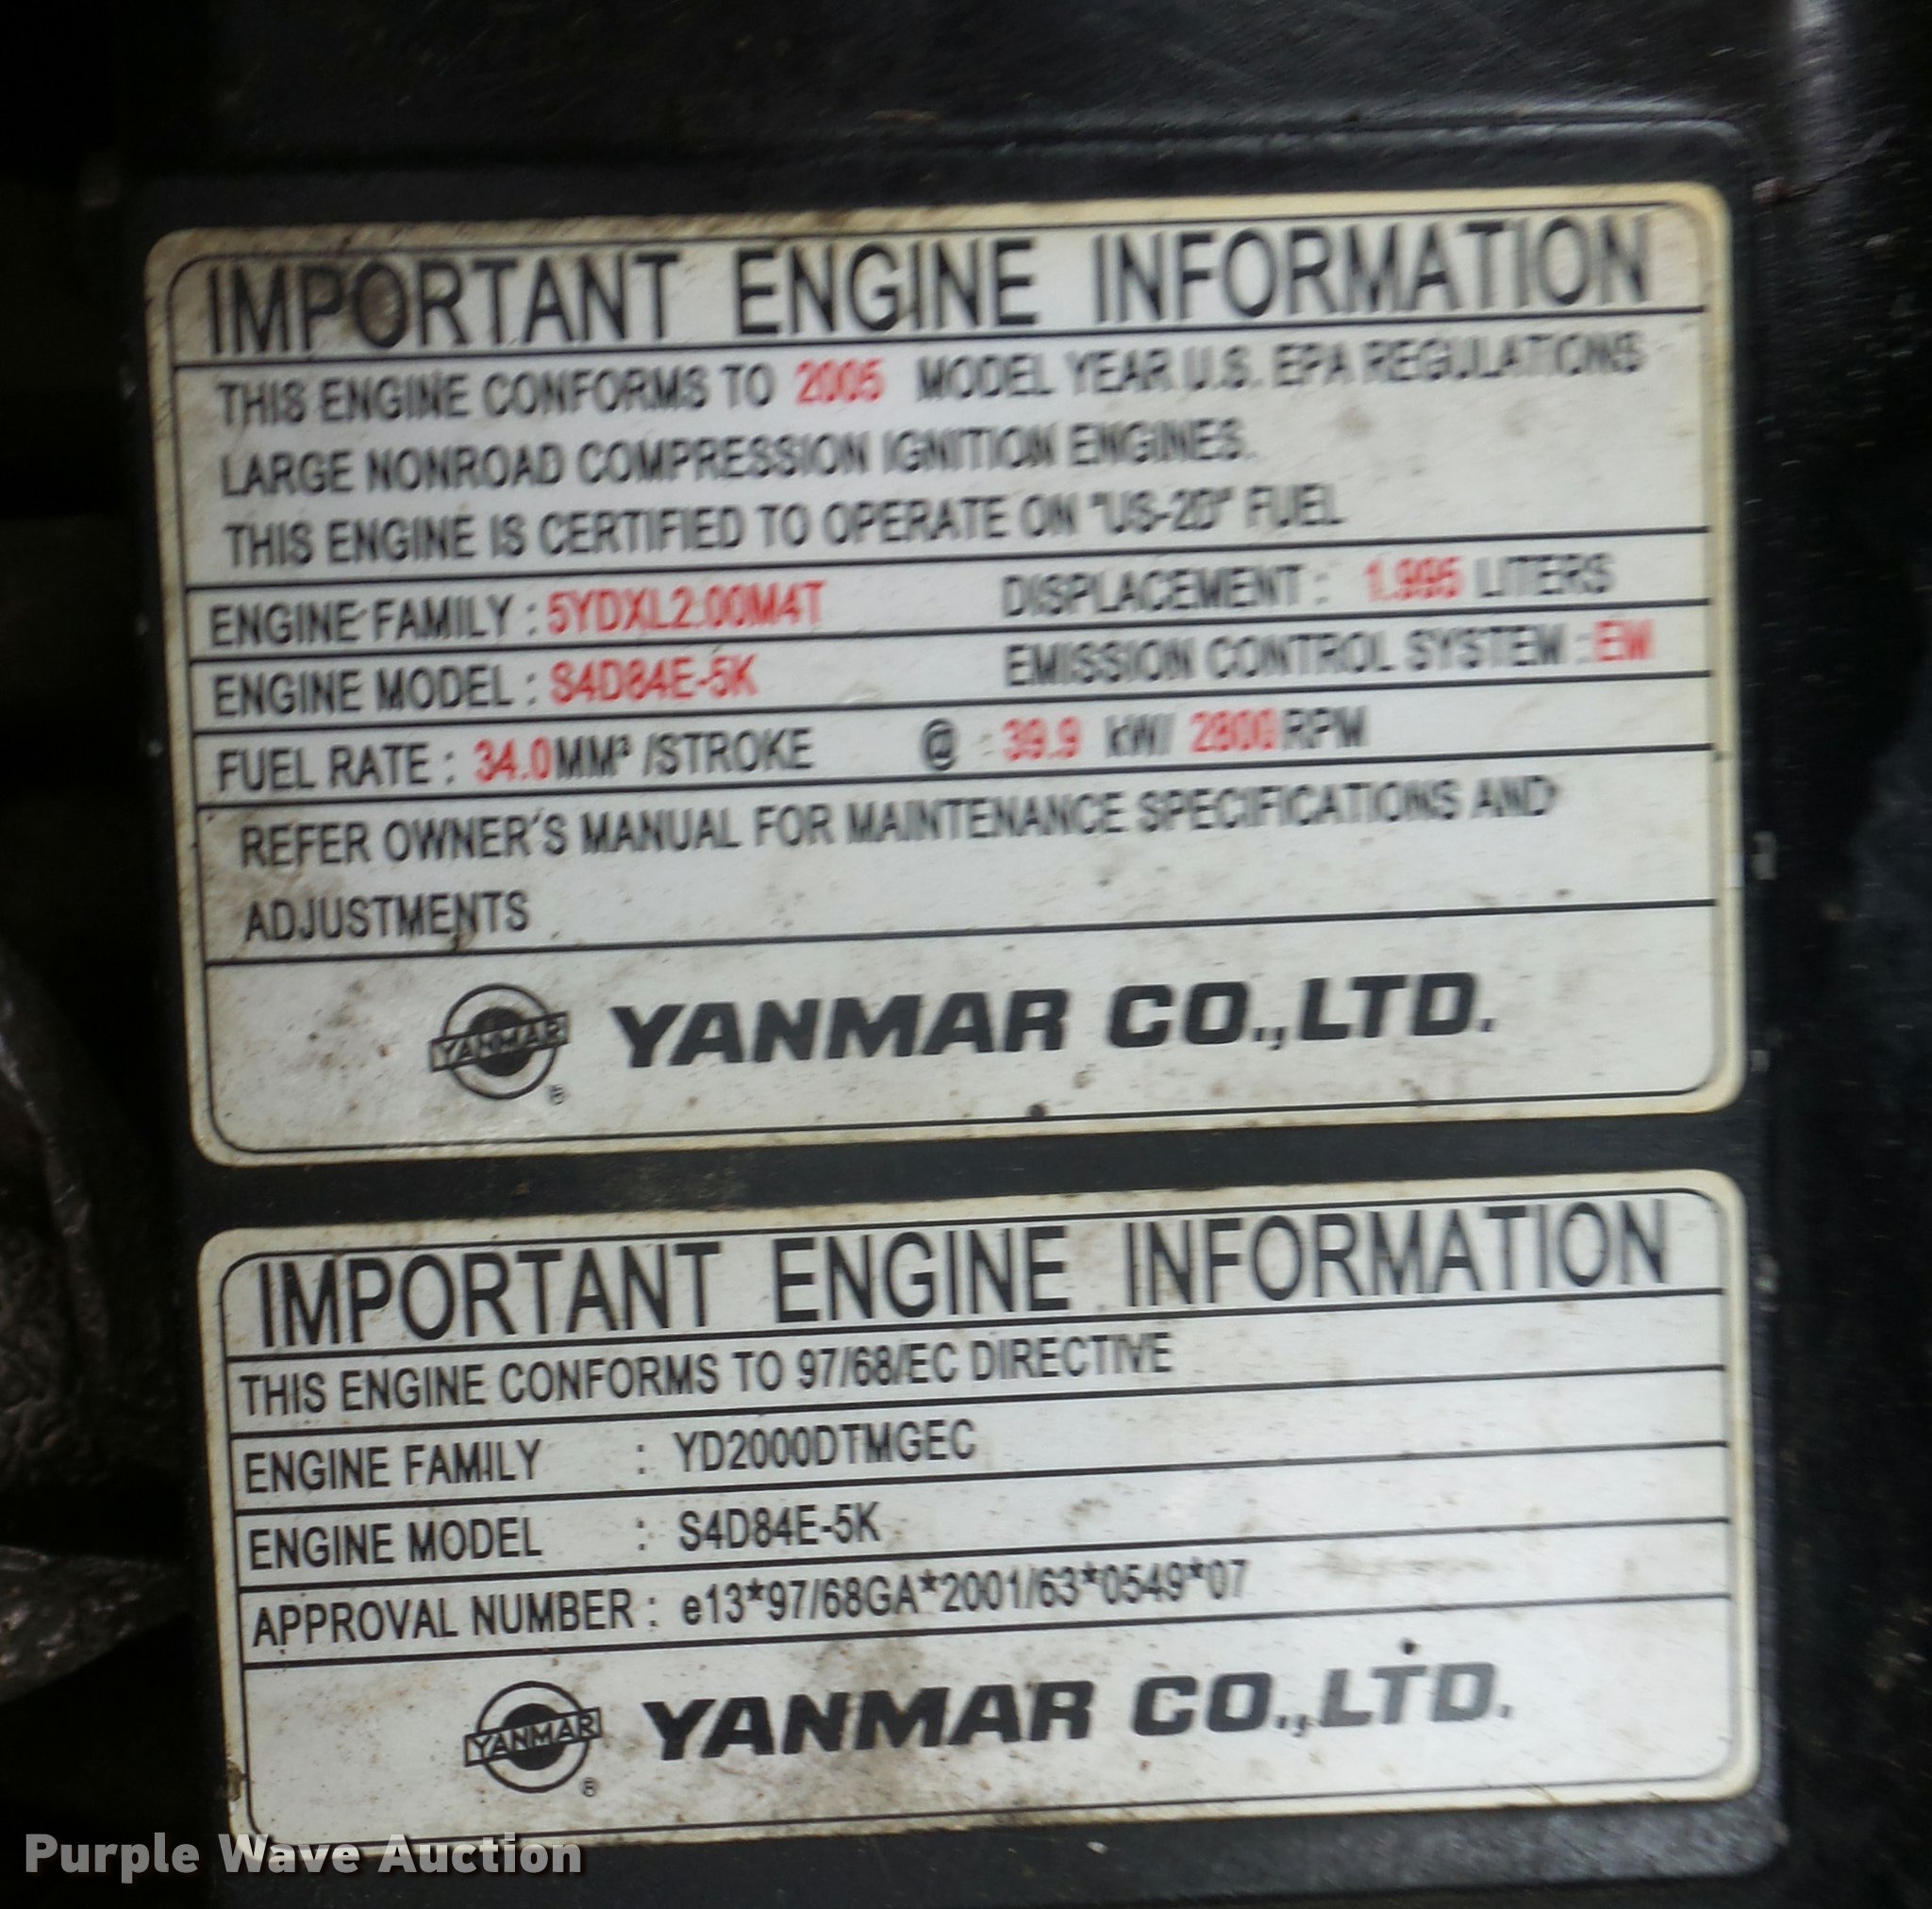 IMPORTANT ENGINE INFORMATION
THIS ENGINE CONFORMS TO 2005 MODEL YEAR U.S. EPA REGULATIONS
LARGE NONROAD COMPRESSION IGNITION ENGINES.
THIS ENGINE IS CERTIFIED TO OPERATE ON "US-2D" FUEL
ENGINE FAMILY : 5YDXL2.00M4T DISPLACEMENT : 1.995 LITERS
ENGINE MODEL : S4D84E-5K EMISSION CONTROL SYSTEM : EW
FUEL RATE : 34.0MM³ /STROKE @ : 39.9 kW/ 2800 RPM
REFER OWNER'S MANUAL FOR MAINTENANCE SPECIFICATIONS AND
ADJUSTMENTS
YANMAR ® YANMAR CO.,LTD.
IMPORTANT ENGINE INFORMATION
THIS ENGINE CONFORMS TO 97/68/EC DIRECTIVE
ENGINE FAMILY : YD2000DTMGEC
ENGINE MODEL : S4D84E-5K
APPROVAL NUMBER : e13*97/68GA*2001/63*0549*07
YANMAR ® YANMAR CO.,LTD.
Purple Wave Auction